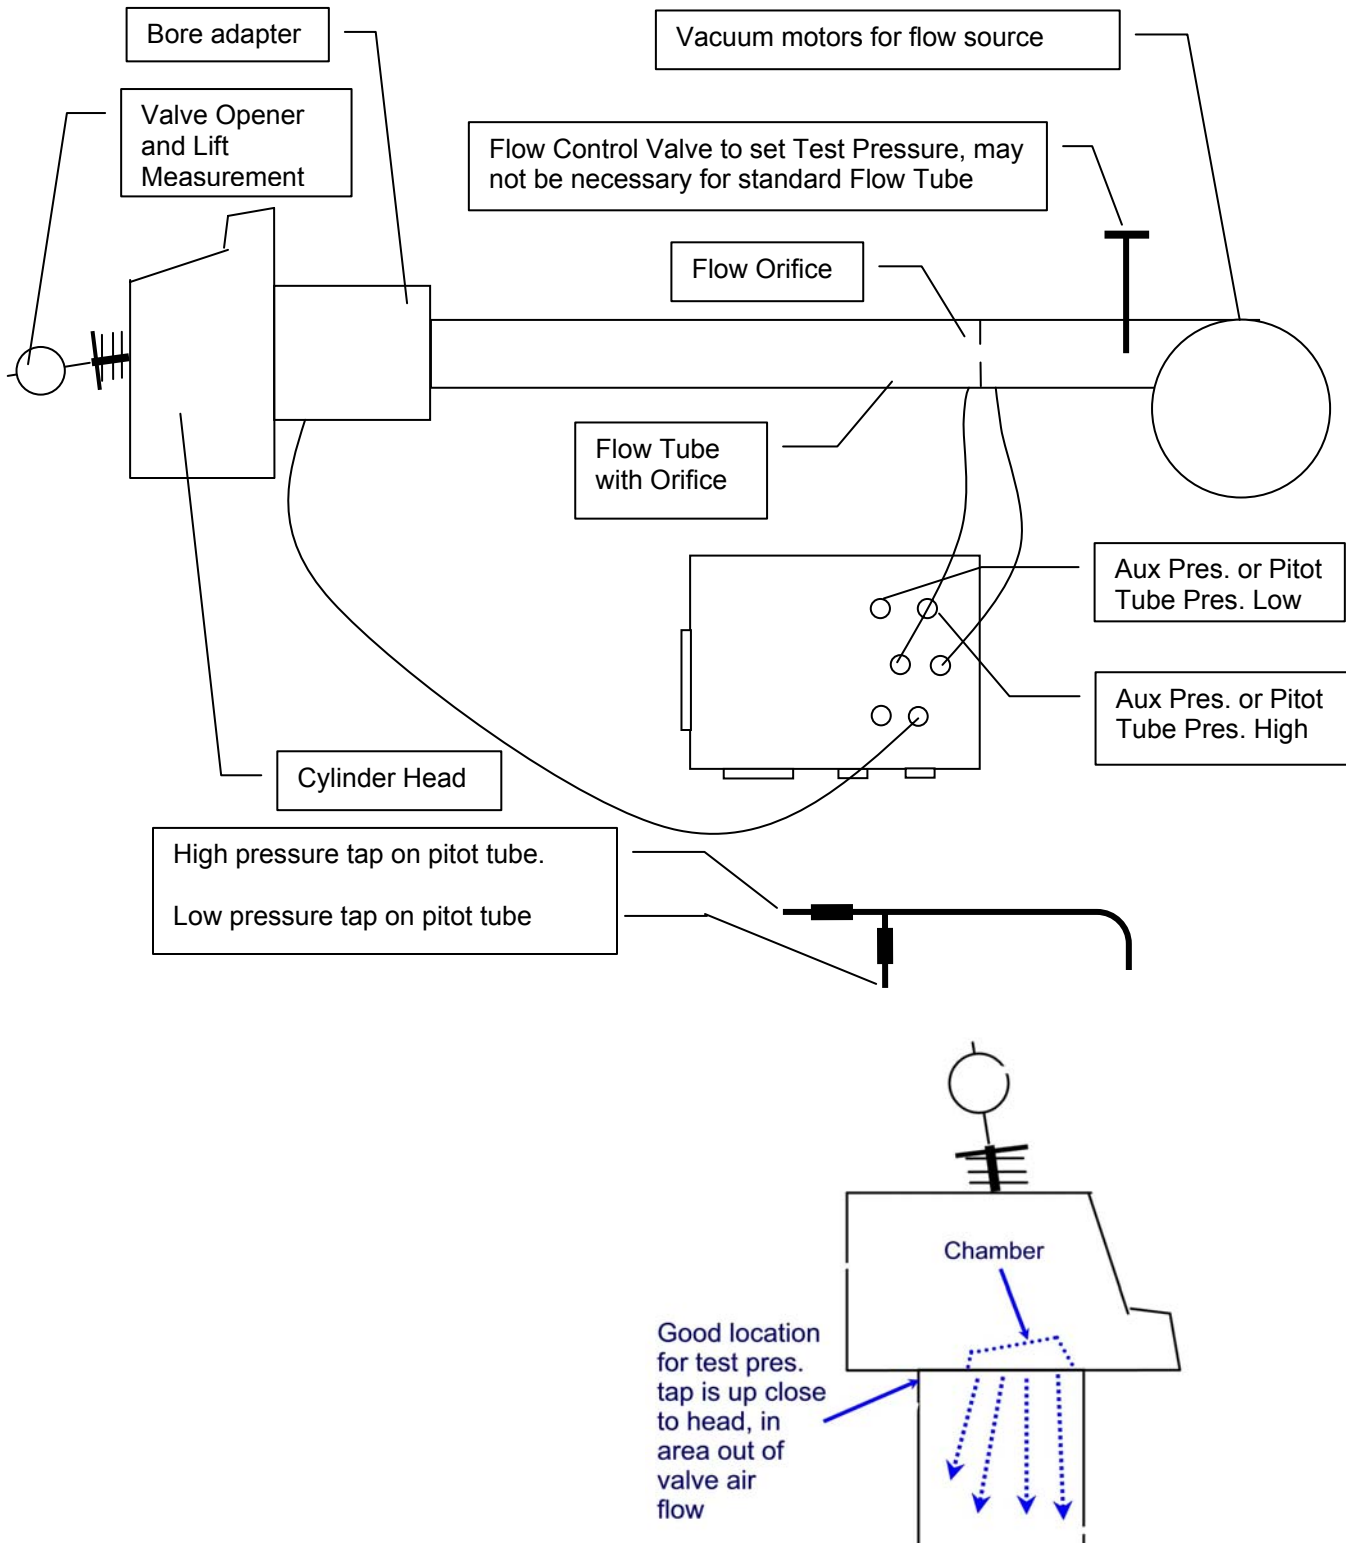 Bore adapter
Vacuum motors for flow source
Valve Opener
and Lift
Measurement
Flow Control Valve to set Test Pressure, may
not be necessary for standard Flow Tube
Flow Orifice
Flow Tube
with Orifice
Aux Pres. or Pitot
Tube Pres. Low
Aux Pres. or Pitot
Tube Pres. High
Cylinder Head
High pressure tap on pitot tube.
Low pressure tap on pitot tube
Chamber
Good location
for test pres.
tap is up close
to head, in
area out of
valve air
flow